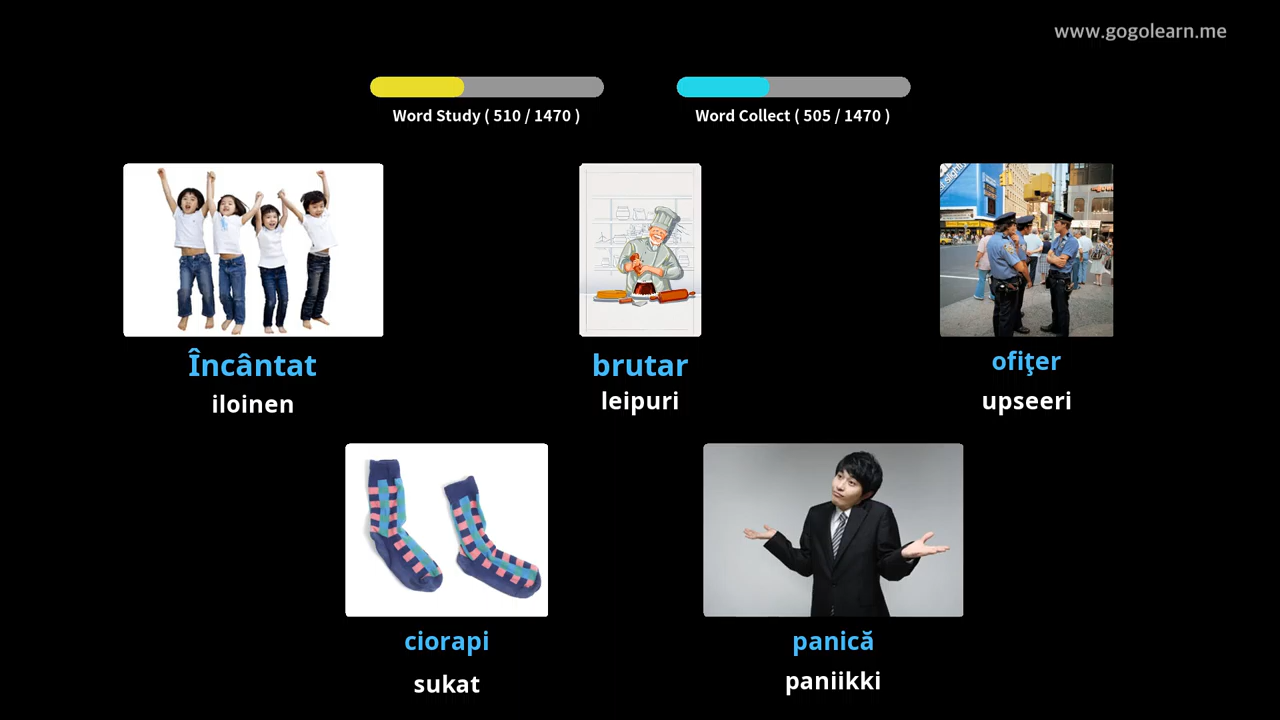 www.gogolearn.me
Word Study ( 510 / 1470 )
Word Collect ( 505 / 1470 )
Încântat
iloinen
brutar
leipuri
ofiţer
upseeri
ciorapi
sukat
panică
paniikki